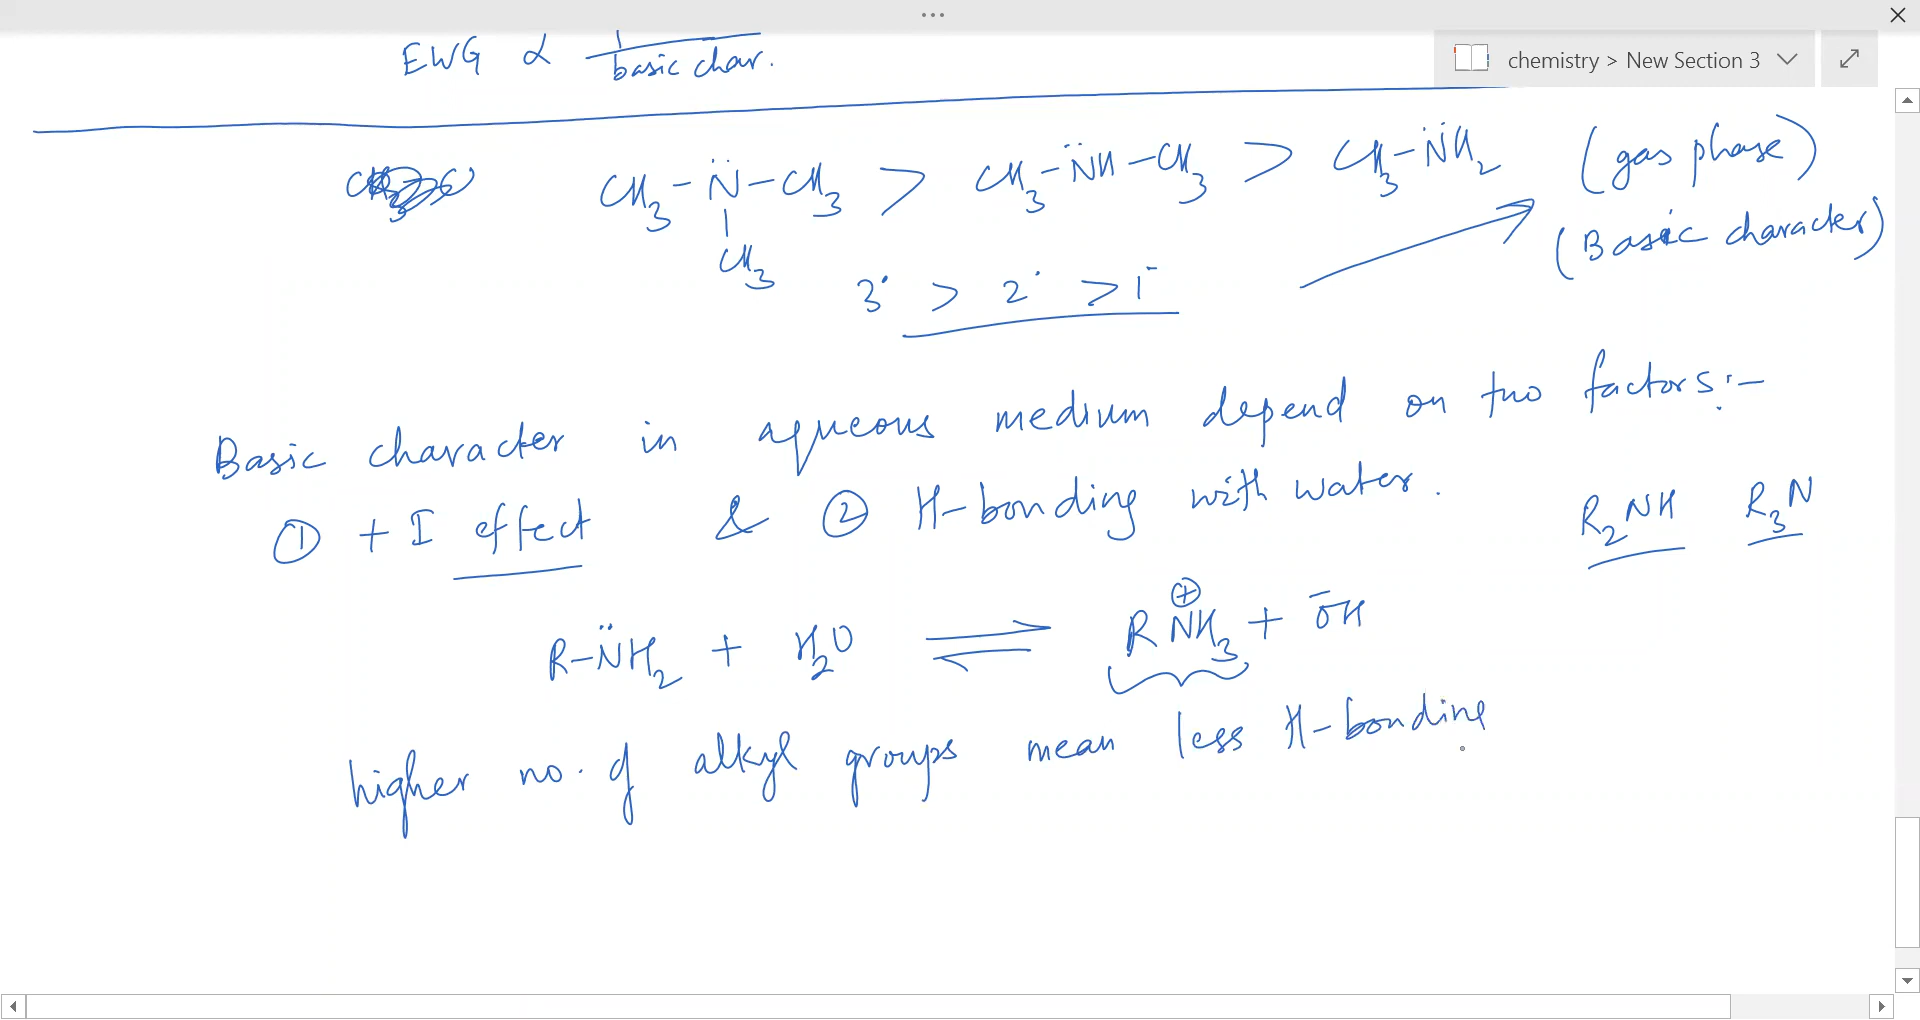 ...
EWG ∝ 1/basic char.
chemistry > New Section 3
CH₃-N̈-CH₃ > CH₃-N̈H-CH₃ > CH₃-N̈H₂ (gas phase)
CH₃
(Basic character)
3° > 2° > 1°
Basic character in aqueous medium depend on two factors:-
① + I effect & ② H-bonding with water.
R₂NH R₃N
R-N̈H₂ + H₂O ⇌ RN⊕H₃ + ŌH
higher no. of alkyl groups mean less H-bonding